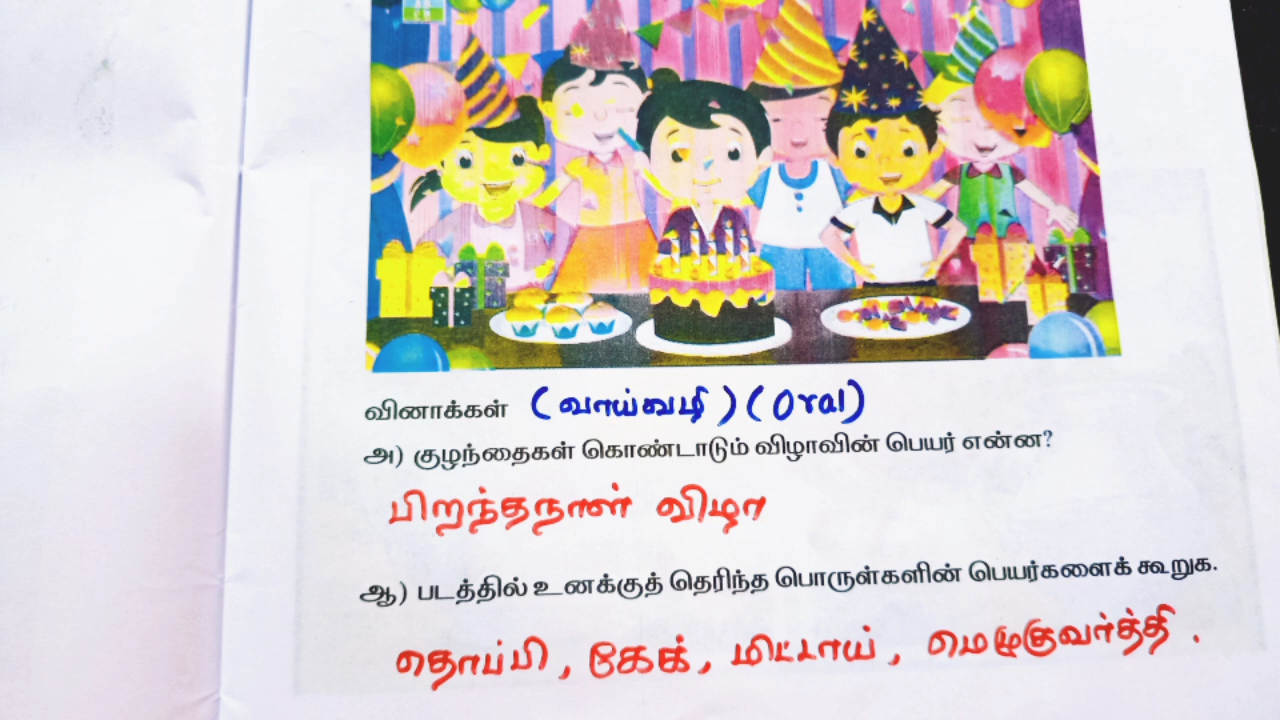 வினாக்கள் (வாய்வழி) (Oral)
அ) குழந்தைகள் கொண்டாடும் விழாவின் பெயர் என்ன?
பிறந்தநாள் விழா
ஆ) படத்தில் உனக்குத் தெரிந்த பொருள்களின் பெயர்களைக் கூறுக.
தொப்பி, கேக், மிட்டாய், மெழுகுவர்த்தி.